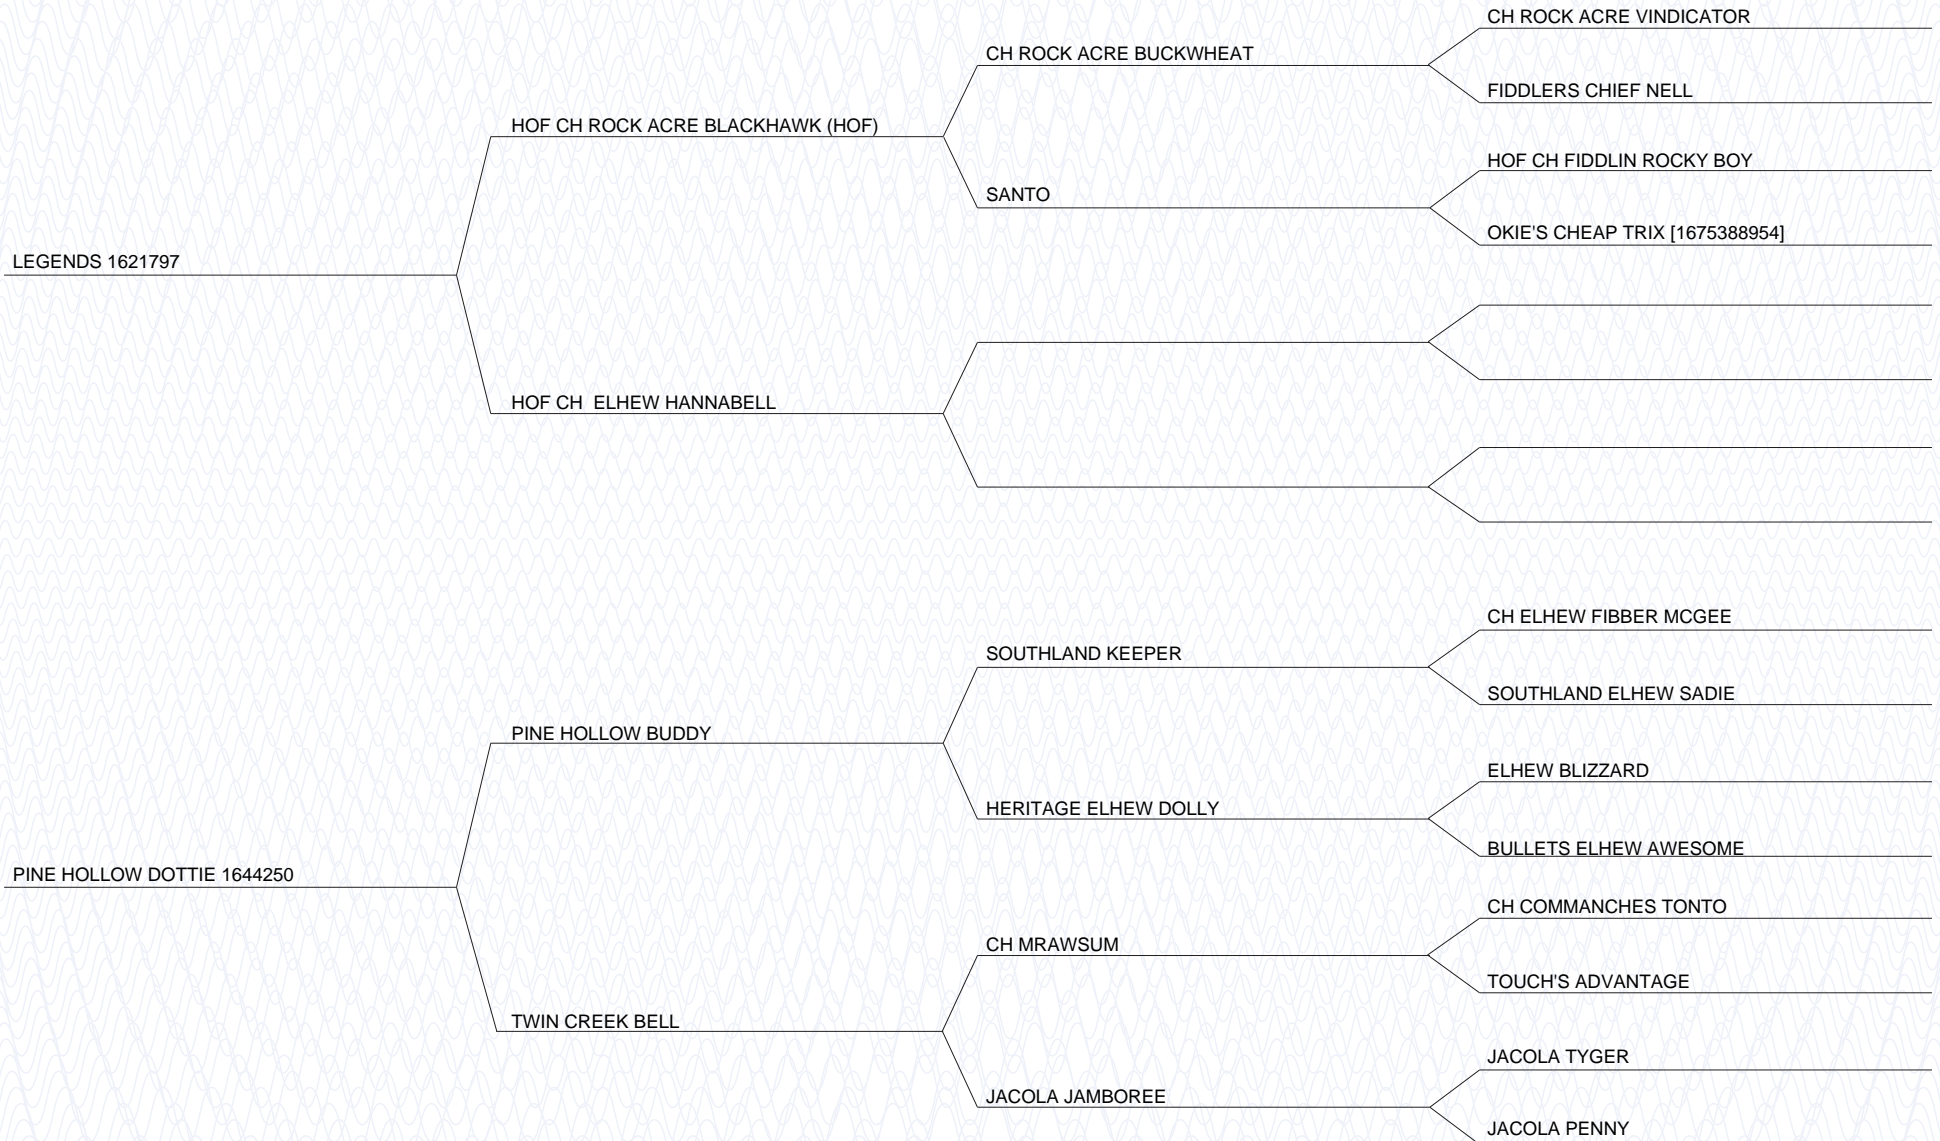 CH ROCK ACRE VINDICATOR
CH ROCK ACRE BUCKWHEAT
FIDDLERS CHIEF NELL
HOF CH ROCK ACRE BLACKHAWK (HOF)
HOF CH FIDDLIN ROCKY BOY
SANTO
OKIE'S CHEAP TRIX [1675388954]
LEGENDS 1621797
HOF CH  ELHEW HANNABELL
CH ELHEW FIBBER MCGEE
SOUTHLAND KEEPER
SOUTHLAND ELHEW SADIE
PINE HOLLOW BUDDY
ELHEW BLIZZARD
HERITAGE ELHEW DOLLY
BULLETS ELHEW AWESOME
PINE HOLLOW DOTTIE 1644250
CH COMMANCHES TONTO
CH MRAWSUM
TOUCH'S ADVANTAGE
TWIN CREEK BELL
JACOLA TYGER
JACOLA JAMBOREE
JACOLA PENNY